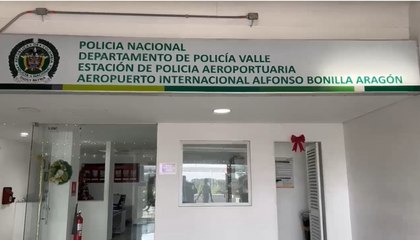 POLICIA NACIONAL
DEPARTAMENTO DE POLICÍA VALLE
ESTACIÓN DE POLICIA AEROPORTUARIA
AEROPUERTO INTERNACIONAL ALFONSO BONILLA ARAGÓN